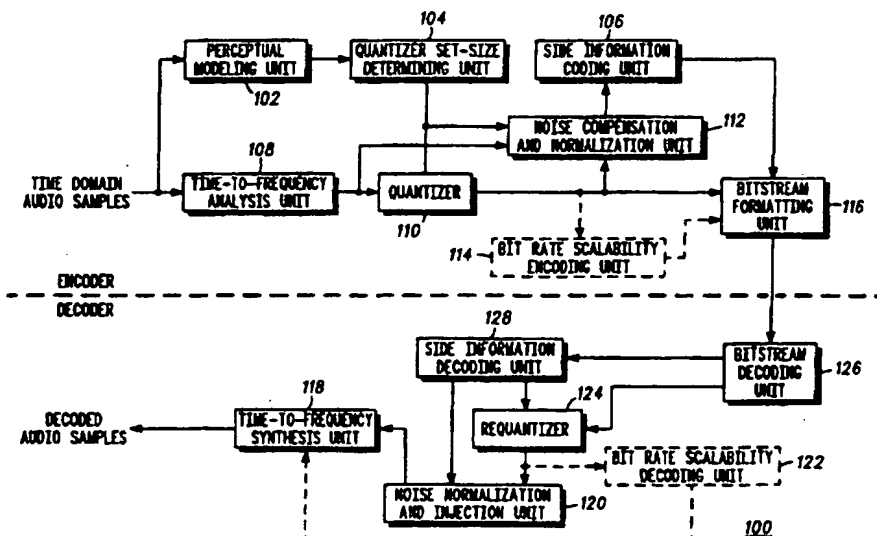 104
106
PERCEPTUAL
MODELING UNIT
102
QUANTIZER SET-SIZE
DETERMINING UNIT
SIDE INFORMATION
CODING UNIT
NOISE COMPENSATION
AND NORMALIZATION UNIT
112
108
TIME DOMAIN
AUDIO SAMPLES
TIME-TO-FREQUENCY
ANALYSIS UNIT
QUANTIZER
110
BITSTREAM
FORMATTING
UNIT
116
114
BIT RATE SCALABILITY
ENCODING UNIT
ENCODER
DECODER
128
SIDE INFORMATION
DECODING UNIT
BITSTREAM
DECODING
UNIT
126
118
124
DECODED
AUDIO SAMPLES
TIME-TO-FREQUENCY
SYNTHESIS UNIT
REQUANTIZER
BIT RATE SCALABILITY
DECODING UNIT
122
NOISE NORMALIZATION
AND INJECTION UNIT
120
100